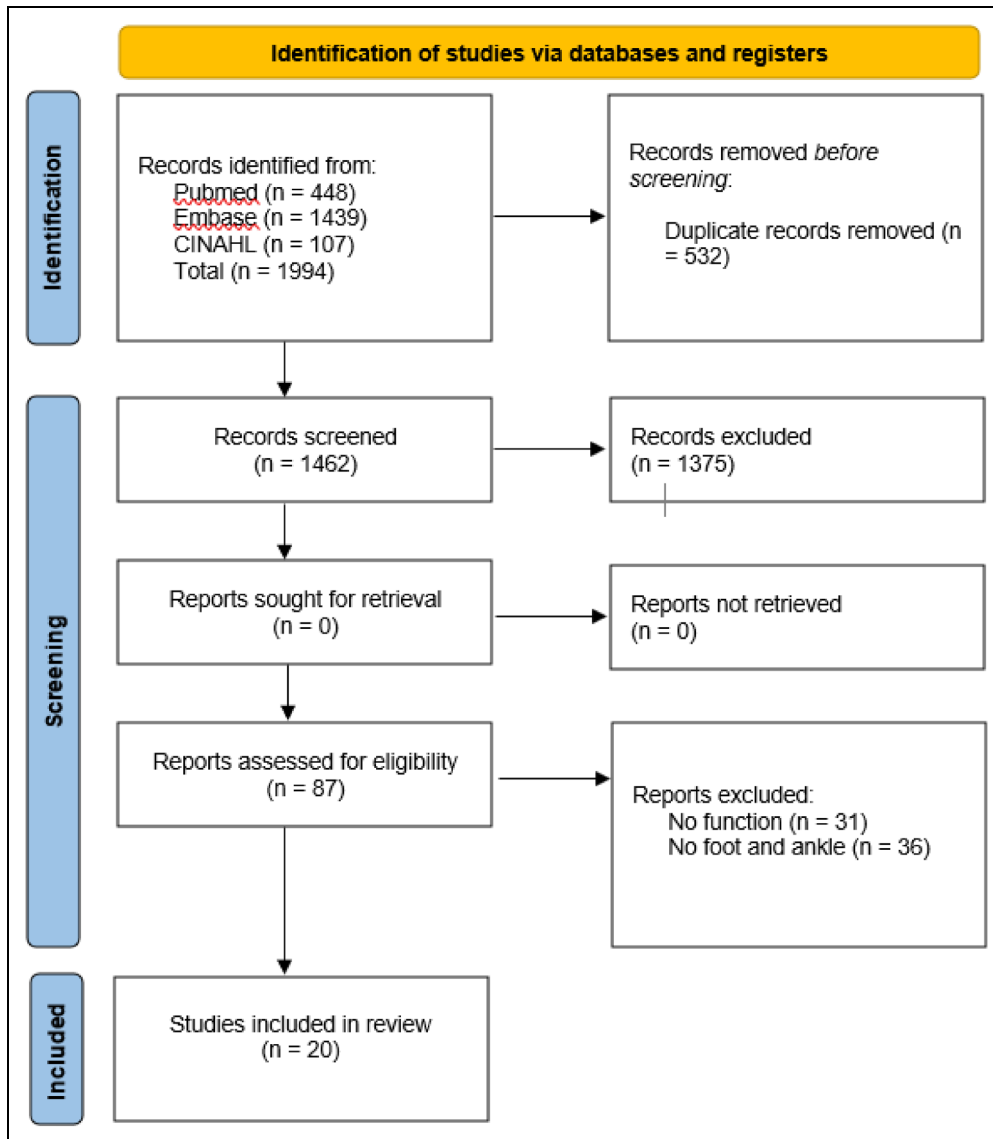 Identification of studies via databases and registers
Identification
Records identified from:
Pubmed (n = 448)
Embase (n = 1439)
CINAHL (n = 107)
Total (n = 1994)
Records removed before
screening:
Duplicate records removed (n
= 532)
Screening
Records screened
(n = 1462)
Records excluded
(n = 1375)
Reports sought for retrieval
(n = 0)
Reports not retrieved
(n = 0)
Reports assessed for eligibility
(n = 87)
Reports excluded:
No function (n = 31)
No foot and ankle (n = 36)
Included
Studies included in review
(n = 20)